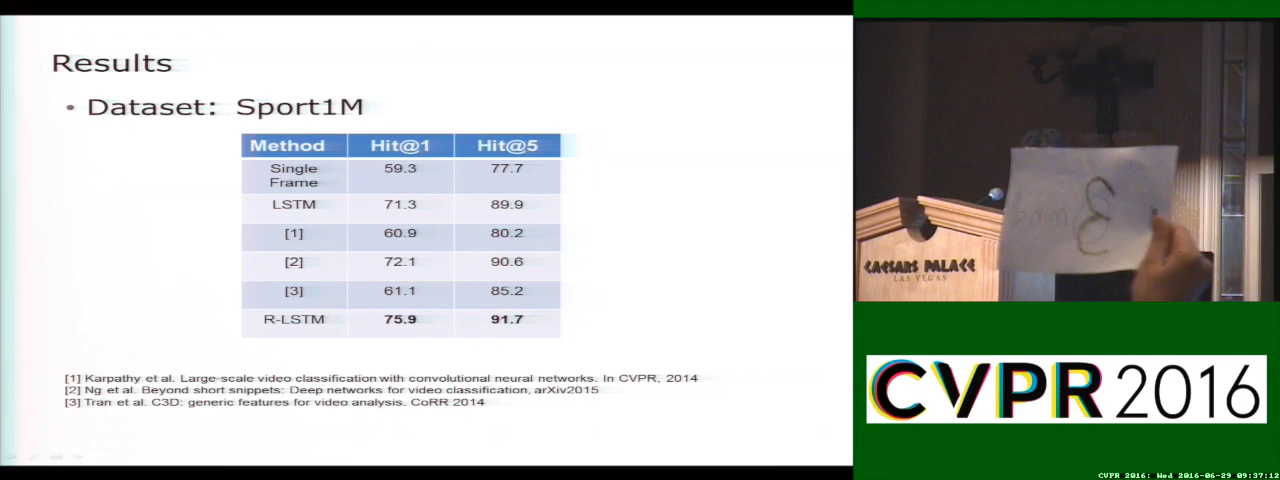 Results
• Dataset: Sport1M
Method Hit@1 Hit@5
Single
Frame 59.3 77.7
LSTM 71.3 89.9
[1] 60.9 80.2
[2] 72.1 90.6
[3] 61.1 85.2
R-LSTM 75.9 91.7
[1] Karpathy et al. Large-scale video classification with convolutional neural networks. In CVPR, 2014
[2] Ng et al. Beyond short snippets: Deep networks for video classification, arXiv2015
[3] Tran et al. C3D: generic features for video analysis. CoRR 2014
3
CAESARS PALACE
LAS VEGAS
CVPR 2016
CVPR 2016: Wed 2016-06-29 09:37:12